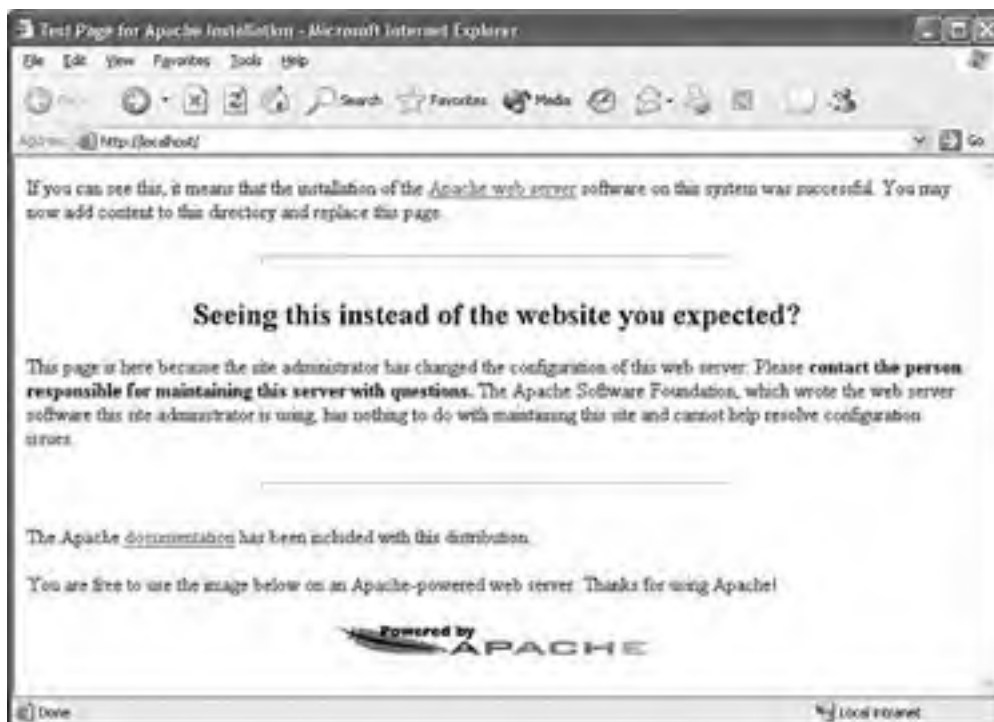 Test Page for Apache Installation - Microsoft Internet Explorer
File Edit View Favorites Tools Help
Search Favorites Media
Address http://localhost/ Go
If you can see this, it means that the installation of the Apache web server software on this system was successful. You may
now add content to this directory and replace this page.
Seeing this instead of the website you expected?
This page is here because the site administrator has changed the configuration of this web server. Please contact the person
responsible for maintaining this server with questions. The Apache Software Foundation, which wrote the web server
software this site administrator is using, has nothing to do with maintaining this site and cannot help resolve configuration
issues.
The Apache documentation has been included with this distribution.
You are free to use the image below on an Apache-powered web server. Thanks for using Apache!
Powered by
APACHE
Done Local intranet